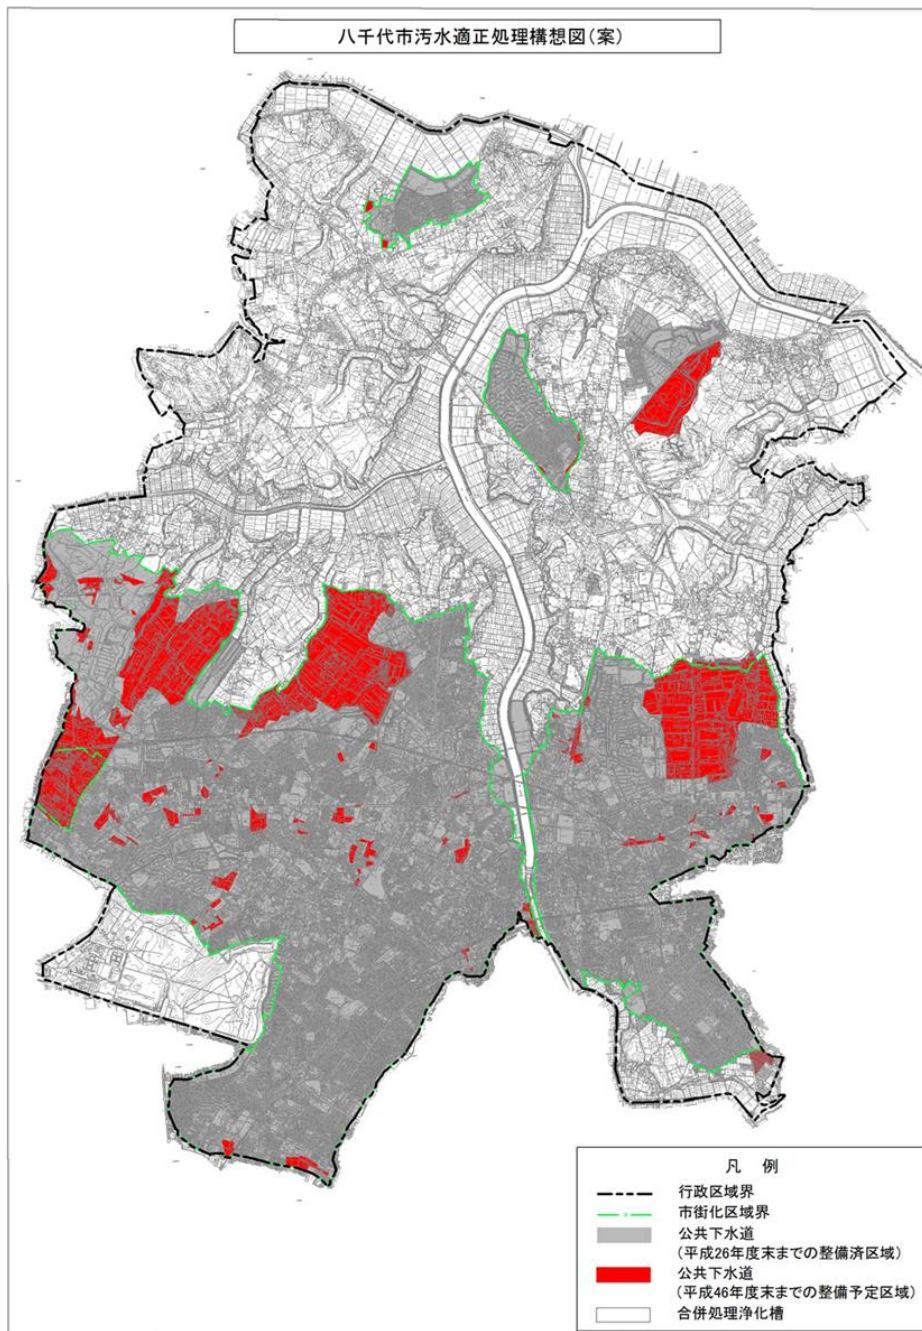 八千代市汚水適正処理構想図(案)
凡 例
行政区域界
市街化区域界
公共下水道
(平成26年度末までの整備済区域)
公共下水道
(平成46年度末までの整備予定区域)
合併処理浄化槽